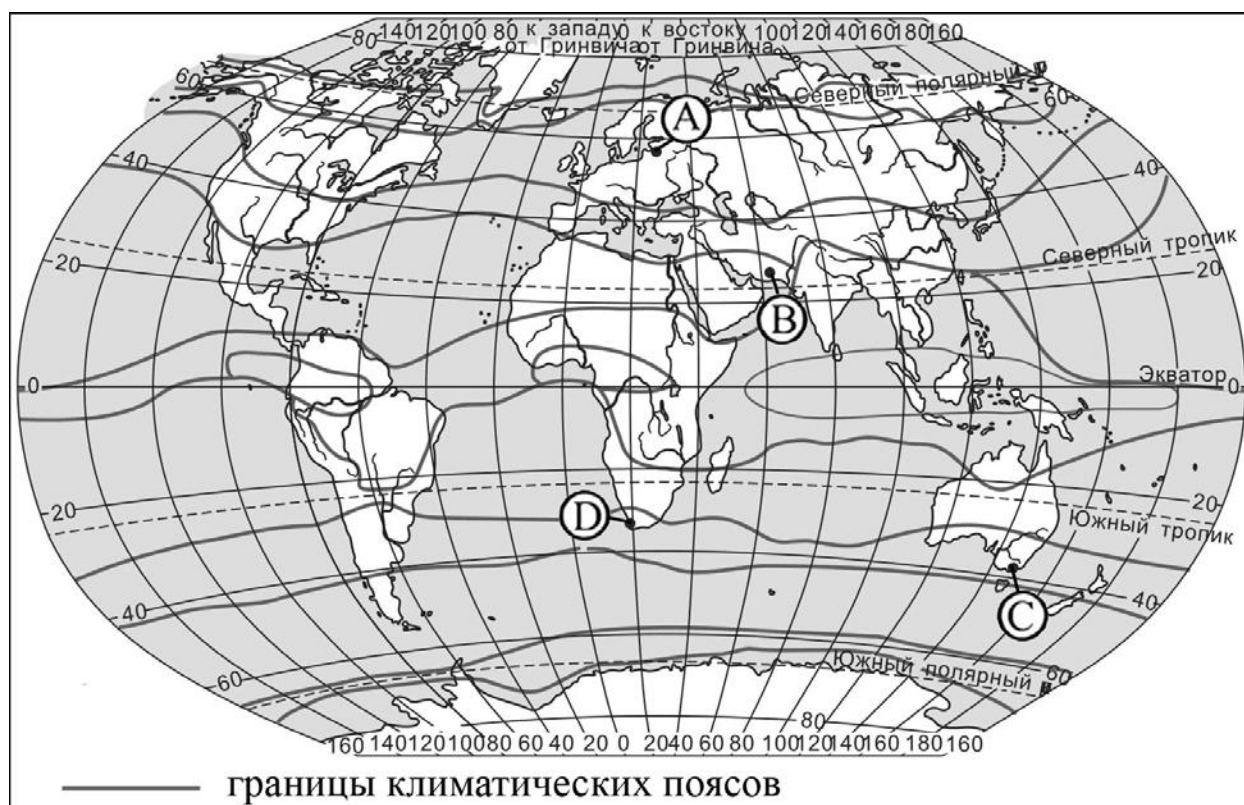 140 120 100 80 к западу 0 к востоку 100 120 140 160 180 160
80 от Гринвича от Гринвина
60 Северный полярный
60
А
40 40
Северный тропик
20 20
В
0 Экватор 0
20 20
D Южный тропик
40 40
С
60 Южный полярный 60
80
160 140 120 100 80 60 40 20 0 20 40 60 80 100 120 140 160 160
границы климатических поясов